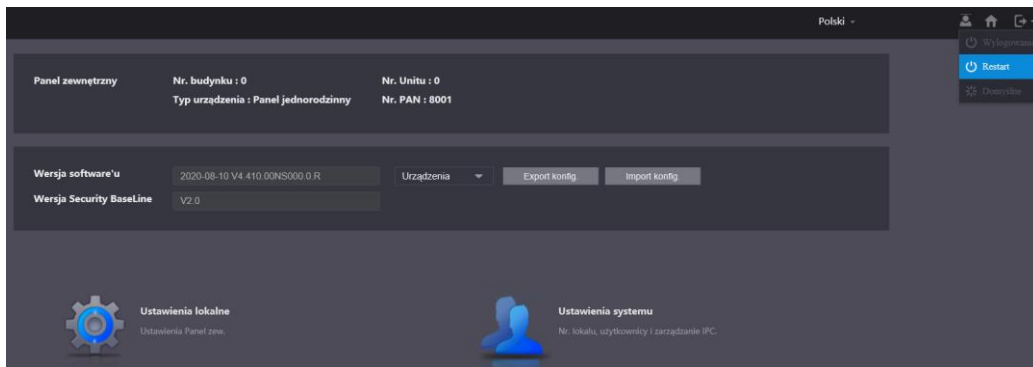 Polski
Wylogowanie
Restart
Domyślne
Panel zewnętrzny
Nr. budynku : 0
Nr. Unitu : 0
Typ urządzenia : Panel jednorodzinny
Nr. PAN : 8001
Wersja software'u
2020-08-10 V4.410.00NS000.0.R
Urządzenia
Export konfig.
Import konfig.
Wersja Security BaseLine
V2.0
Ustawienia lokalne
Ustawienia Panel zew.
Ustawienia systemu
Nr. lokalu, użytkownicy i zarządzanie IPC.